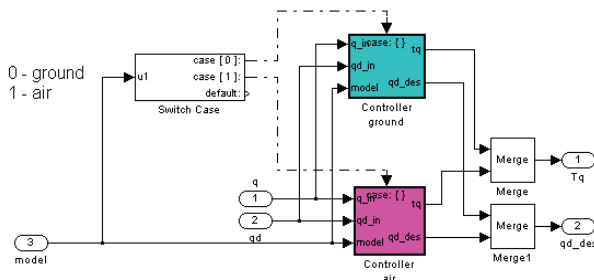 0 - ground
1 - air
u1
case [ 0 ]:
case [ 1 ]:
default:
Switch Case
case: { }
q_in
qd_in
model
tq
qd_des
Controller
ground
q
1
2
qd
3
model
case: { }
q_in
qd_in
model
tq
qd_des
Controller
air
Merge
Merge
1
Tq
Merge
Merge1
2
qd_des